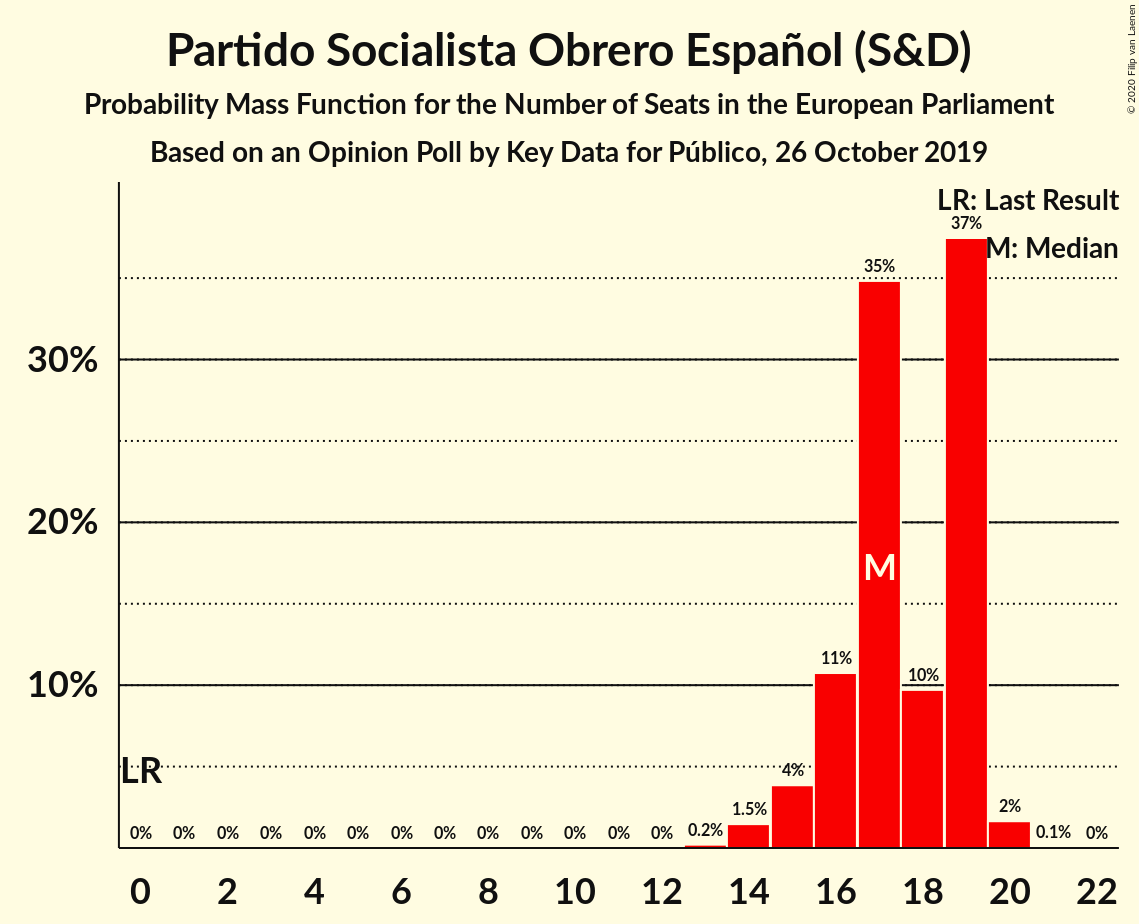 Partido Socialista Obrero Español (S&D)
Probability Mass Function for the Number of Seats in the European Parliament
Based on an Opinion Poll by Key Data for Público, 26 October 2019
© 2020 Filip van Laenen
LR: Last Result
M: Median
37%
35%
30%
20%
M
11%
10%
10%
LR
4%
1.5%
2%
0% 0% 0% 0% 0% 0% 0% 0% 0% 0% 0% 0% 0% 0.2% 0.1% 0%
0 2 4 6 8 10 12 14 16 18 20 22